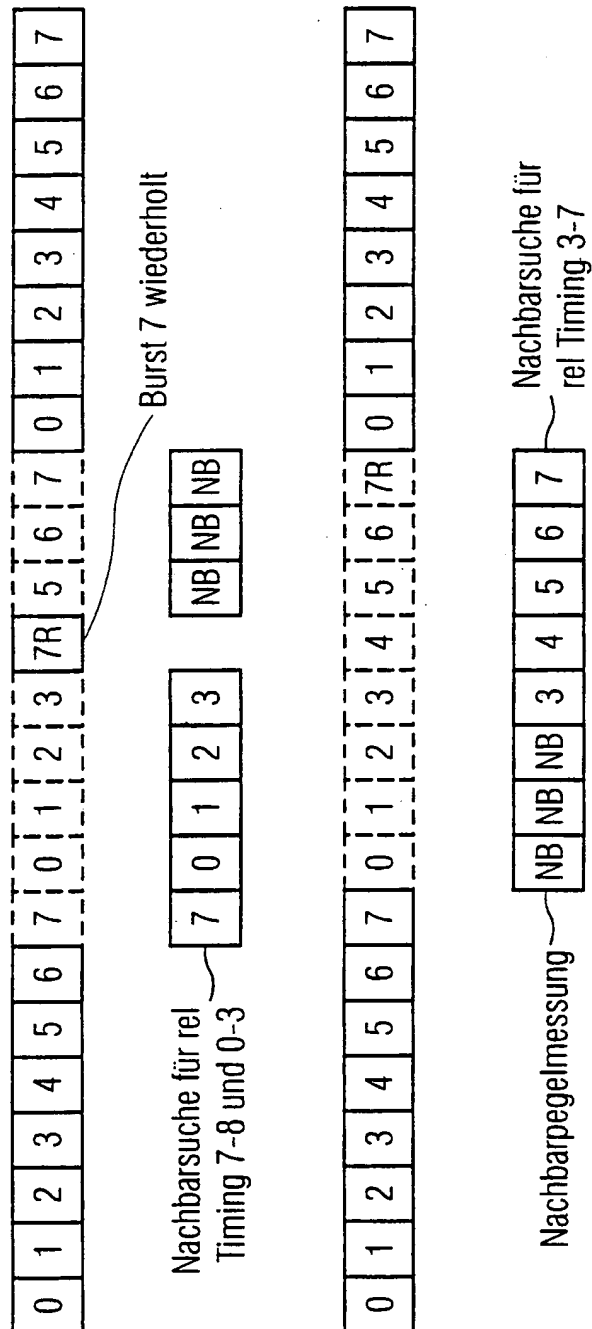 0 1 2 3 4 5 6 7 0 1 2 3 7R 5 6 7 0 1 2 3 4 5 6 7
Burst 7 wiederholt
7 0 1 2 3 NB NB NB
Nachbarsuche für rel
Timing 7-8 und 0-3
0 1 2 3 4 5 6 7 0 1 2 3 4 5 6 7R 0 1 2 3 4 5 6 7
NB NB NB 3 4 5 6 7
Nachbarpegelmessung
Nachbarsuche für
rel Timing 3-7